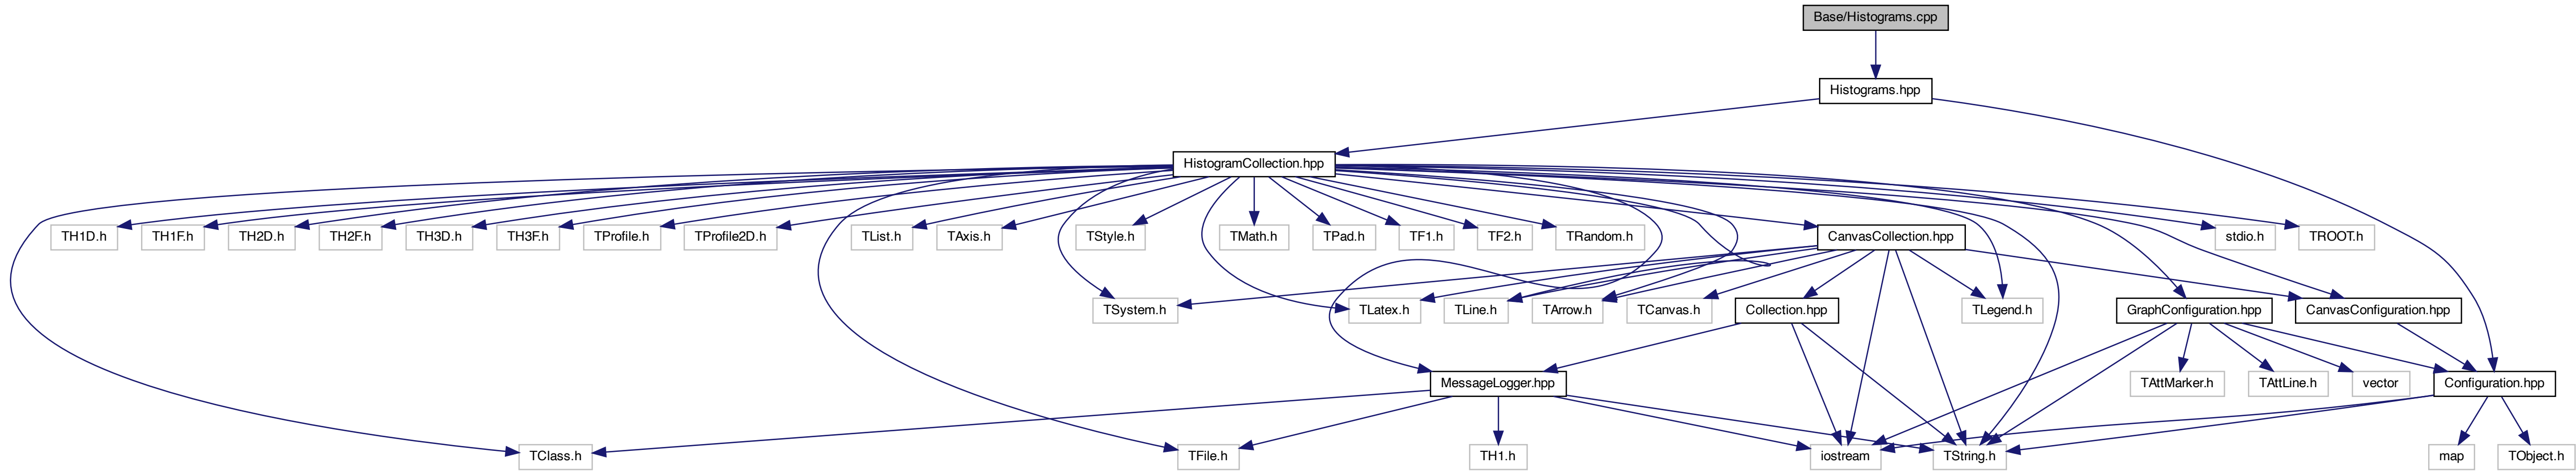 Base/Histograms.cpp
Histograms.hpp
HistogramCollection.hpp
TH1D.h
TH1F.h
TH2D.h
TH2F.h
TH3D.h
TH3F.h
TProfile.h
TProfile2D.h
TList.h
TAxis.h
TStyle.h
TMath.h
TPad.h
TF1.h
TF2.h
TRandom.h
CanvasCollection.hpp
stdio.h
TROOT.h
TSystem.h
TLatex.h
TLine.h
TArrow.h
TCanvas.h
Collection.hpp
TLegend.h
GraphConfiguration.hpp
CanvasConfiguration.hpp
MessageLogger.hpp
TAttMarker.h
TAttLine.h
vector
Configuration.hpp
TClass.h
TFile.h
TH1.h
iostream
TString.h
map
TObject.h